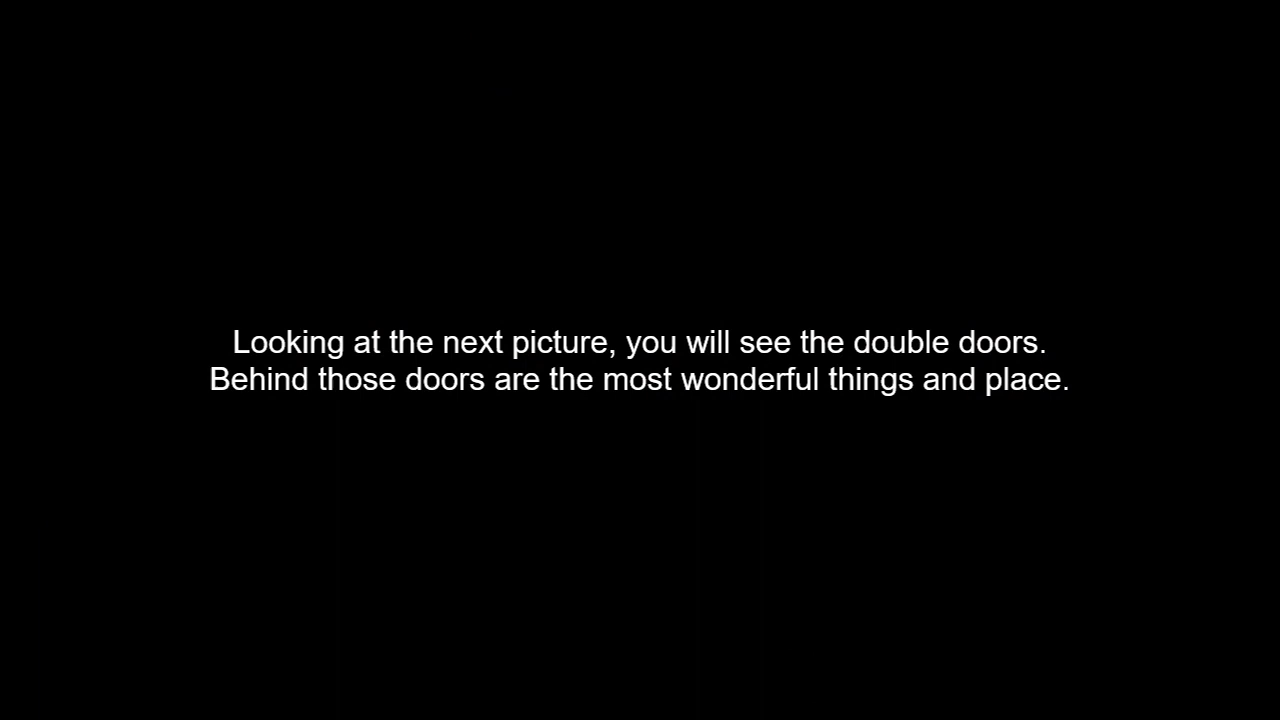 Looking at the next picture, you will see the double doors.
Behind those doors are the most wonderful things and place.